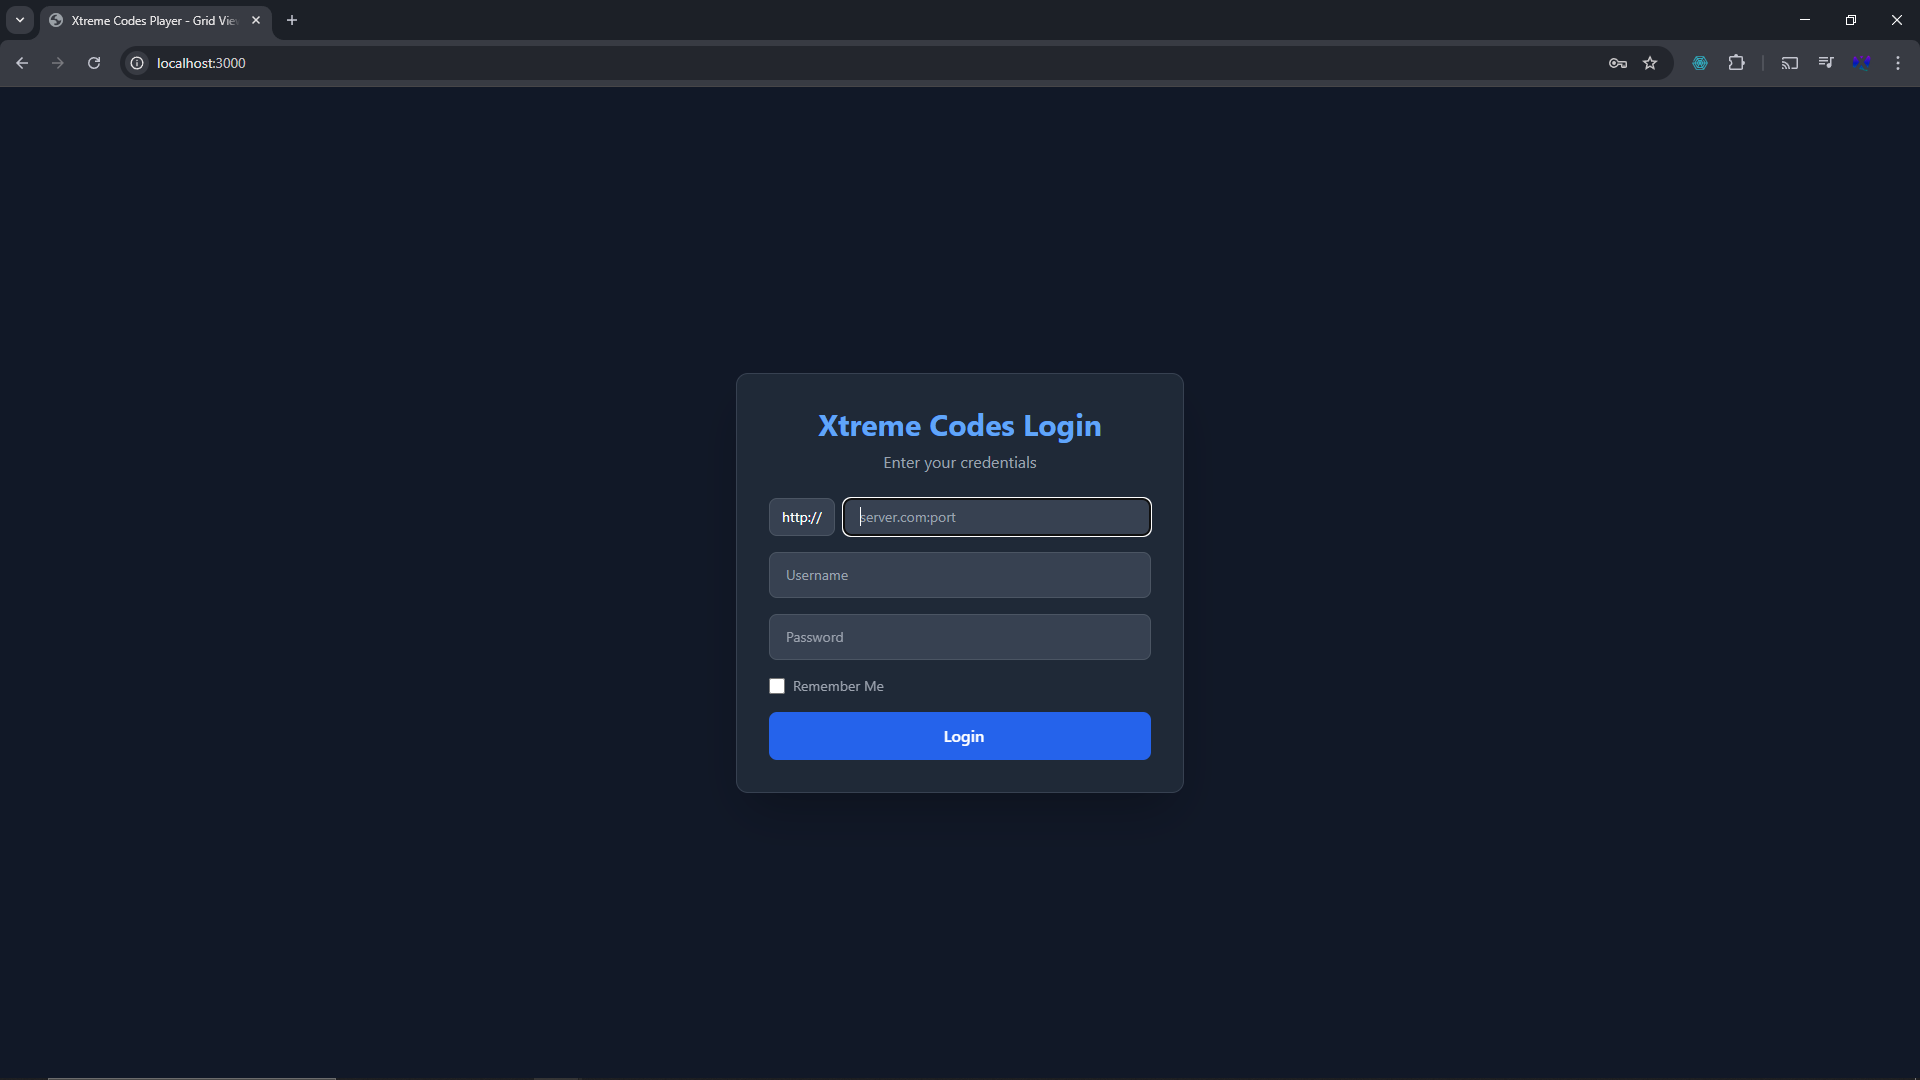 Xtreme Codes Player - Grid Vie
localhost:3000
Xtreme Codes Login
Enter your credentials
http:// server.com:port
Username
Password
Remember Me
Login